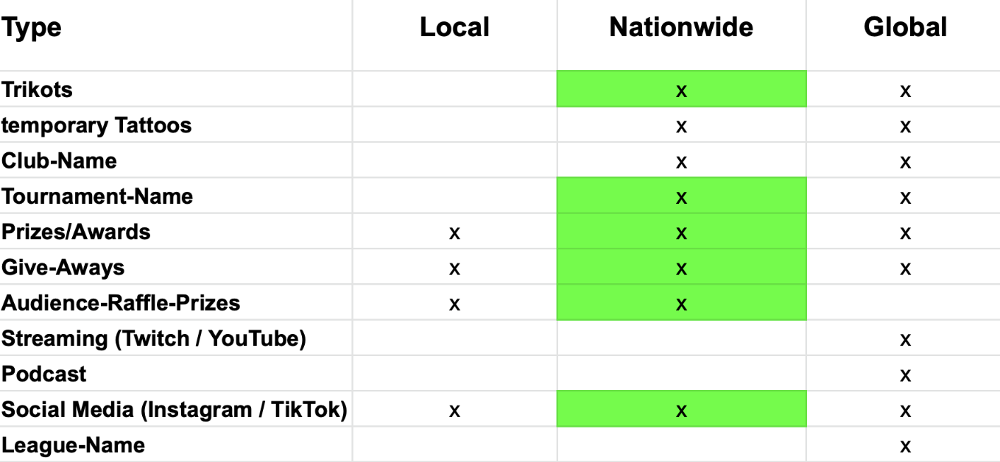 Type Local Nationwide Global
Trikots x x
temporary Tattoos x x
Club-Name x x
Tournament-Name x x
Prizes/Awards x x x
Give-Aways x x x
Audience-Raffle-Prizes x x
Streaming (Twitch / YouTube) x
Podcast x
Social Media (Instagram / TikTok) x x x
League-Name x